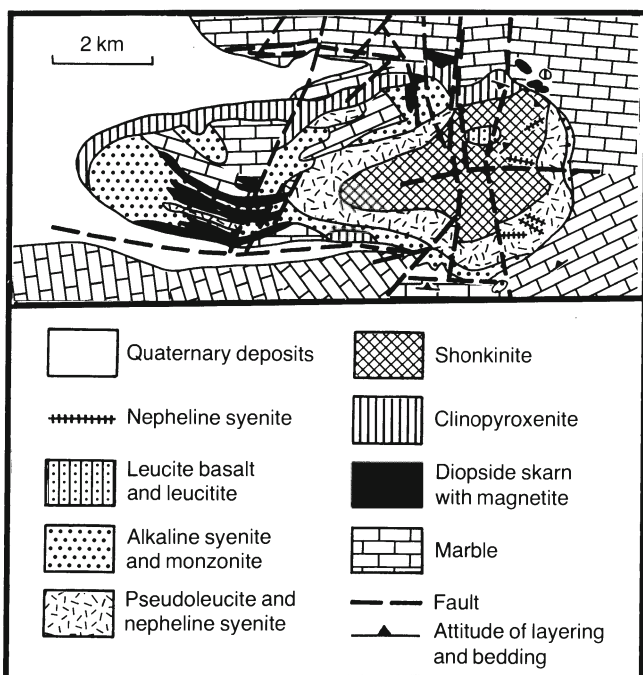 2 km
Quaternary deposits
Nepheline syenite
Leucite basalt
and leucitite
Alkaline syenite
and monzonite
Pseudoleucite and
nepheline syenite
Shonkinite
Clinopyroxenite
Diopside skarn
with magnetite
Marble
Fault
Attitude of layering
and bedding